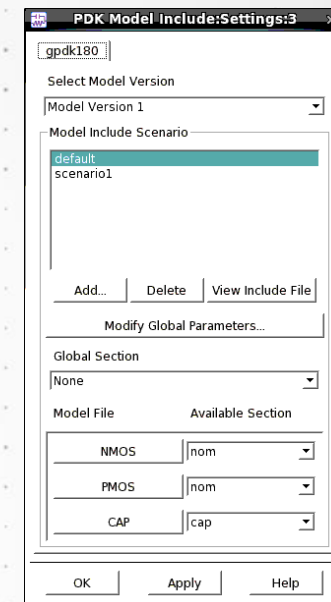 PDK Model Include:Settings:3
gpdk180
Select Model Version
Model Version 1
Model Include Scenario
default
scenario1
Add... Delete View Include File
Modify Global Parameters...
Global Section
None
Model File Available Section
NMOS nom
PMOS nom
CAP cap
OK Apply Help